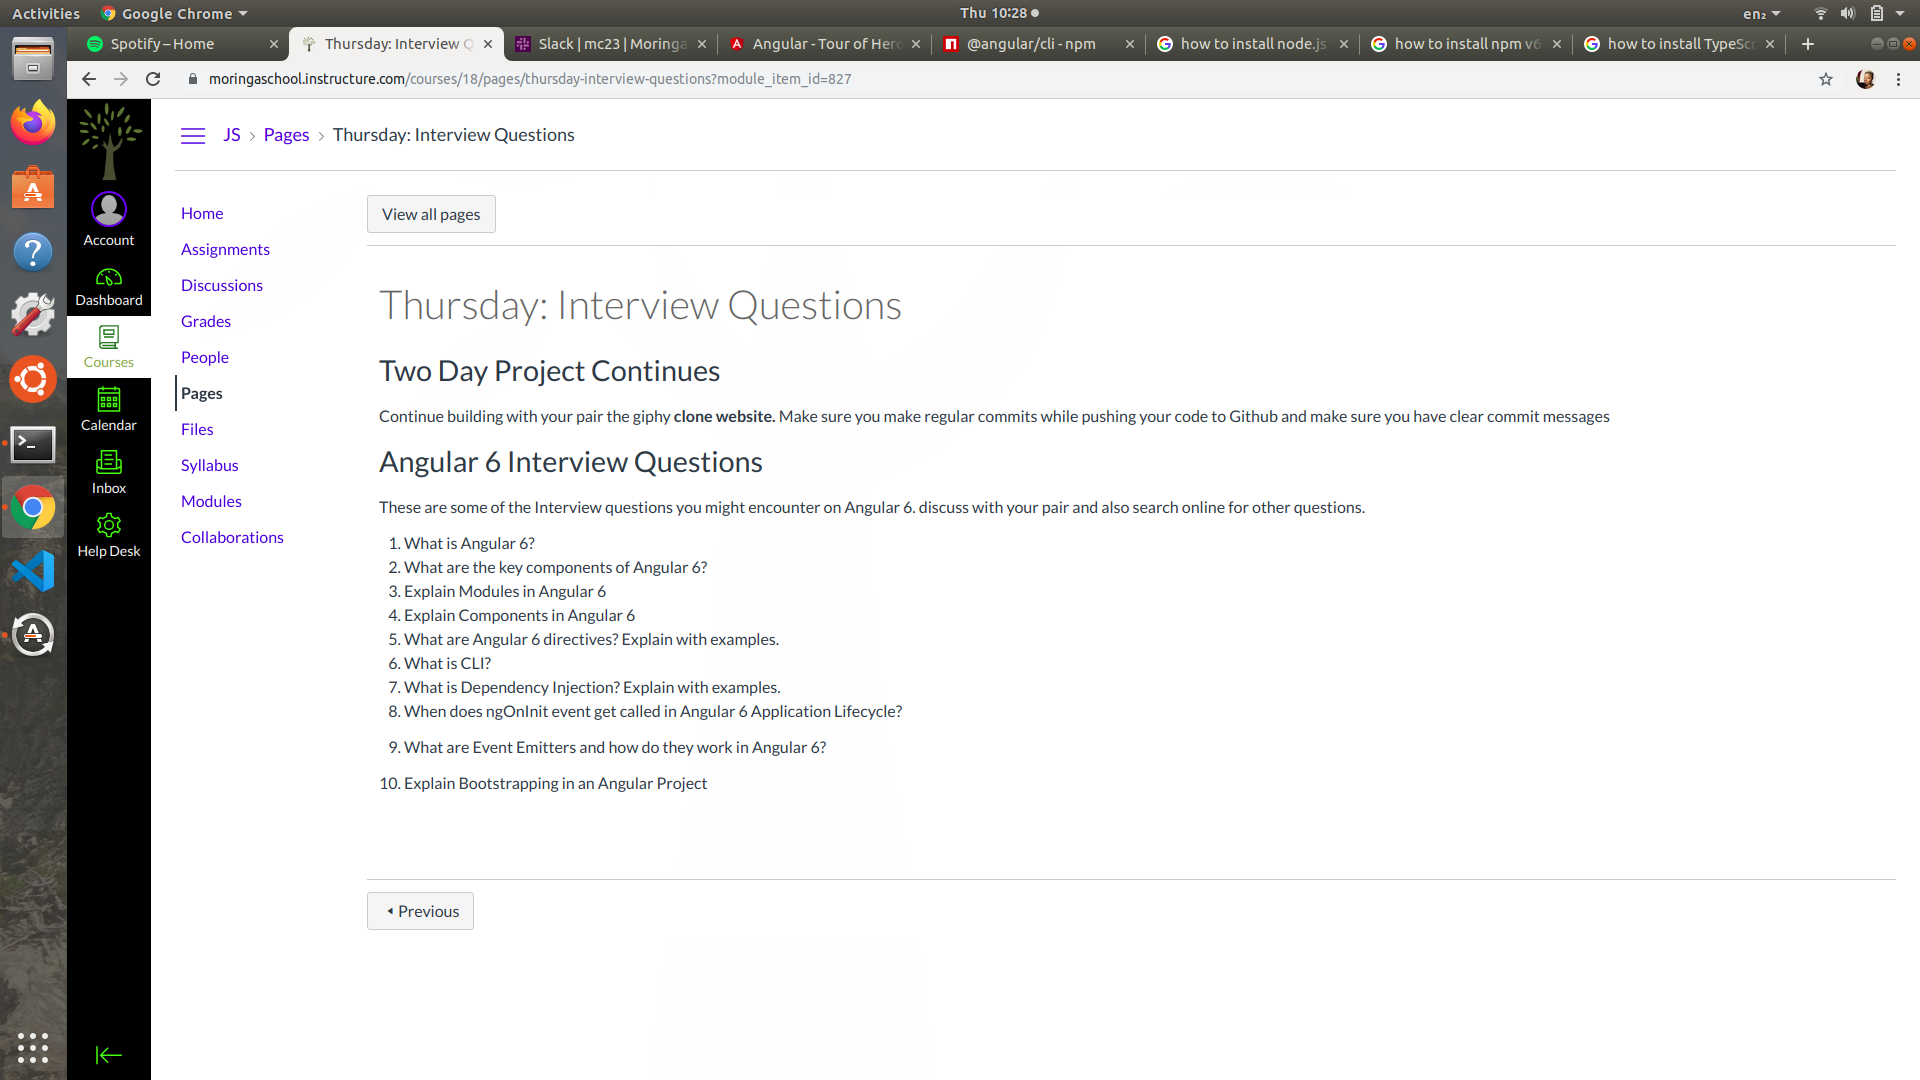 Activities
Google Chrome
Thu 10:28
en₂
Spotify – Home
Thursday: Interview Q
Slack | mc23 | Moringa
Angular - Tour of Hero
@angular/cli - npm
how to install node.js
how to install npm v6
how to install TypeScr
moringaschool.instructure.com/courses/18/pages/thursday-interview-questions?module_item_id=827
Account
Dashboard
Courses
Calendar
Inbox
Help Desk
JS › Pages › Thursday: Interview Questions
Home
Assignments
Discussions
Grades
People
Pages
Files
Syllabus
Modules
Collaborations
View all pages
Thursday: Interview Questions
Two Day Project Continues
Continue building with your pair the giphy clone website. Make sure you make regular commits while pushing your code to Github and make sure you have clear commit messages
Angular 6 Interview Questions
These are some of the Interview questions you might encounter on Angular 6. discuss with your pair and also search online for other questions.
1. What is Angular 6?
2. What are the key components of Angular 6?
3. Explain Modules in Angular 6
4. Explain Components in Angular 6
5. What are Angular 6 directives? Explain with examples.
6. What is CLI?
7. What is Dependency Injection? Explain with examples.
8. When does ngOnInit event get called in Angular 6 Application Lifecycle?
9. What are Event Emitters and how do they work in Angular 6?
10. Explain Bootstrapping in an Angular Project
Previous